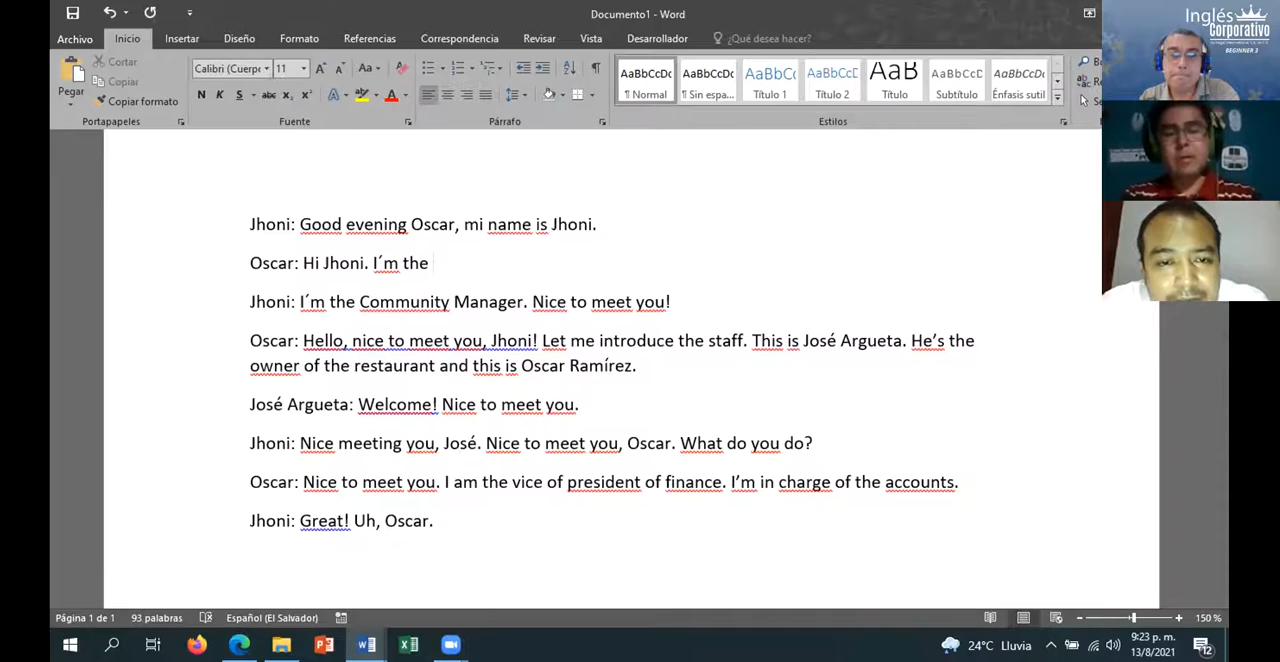 Documento1 - Word
Archivo Inicio Insertar Diseño Formato Referencias Correspondencia Revisar Vista Desarrollador ¿Qué desea hacer?
Pegar
Cortar
Copiar
Copiar formato
Portapapeles
Calibri (Cuerpo 11
N K S abc x₂ x²
Fuente
Párrafo
AaBbCcDc AaBbCcDc AaBbCc AaBbCcD AaB AaBbCcD AaBbCcDc
¶ Normal ¶ Sin espa... Título 1 Título 2 Título Subtítulo Énfasis sutil
Estilos
Inglés
Corporativo
BEGINNER 3
Jhoni: Good evening Oscar, mi name is Jhoni.
Oscar: Hi Jhoni. I´m the
Jhoni: I´m the Community Manager. Nice to meet you!
Oscar: Hello, nice to meet you, Jhoni! Let me introduce the staff. This is José Argueta. He’s the
owner of the restaurant and this is Oscar Ramírez.
José Argueta: Welcome! Nice to meet you.
Jhoni: Nice meeting you, José. Nice to meet you, Oscar. What do you do?
Oscar: Nice to meet you. I am the vice of president of finance. I’m in charge of the accounts.
Jhoni: Great! Uh, Oscar.
Página 1 de 1 93 palabras Español (El Salvador) 150 %
24°C Lluvia 9:23 p. m.
13/8/2021
12